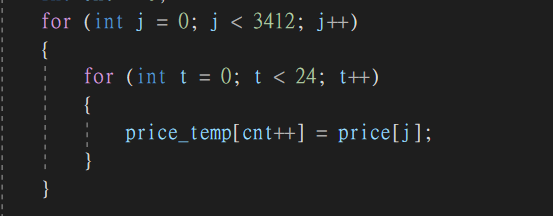 for (int j = 0; j < 3412; j++)
{
for (int t = 0; t < 24; t++)
{
price_temp[cnt++] = price[j];
}
}